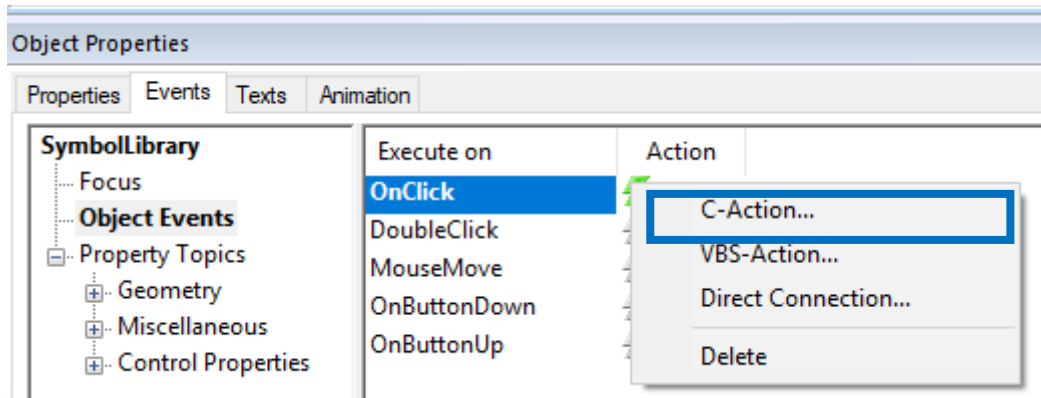 Object Properties
Properties Events Texts Animation
SymbolLibrary
Focus
Object Events
Property Topics
Geometry
Miscellaneous
Control Properties
Execute on Action
OnClick
DoubleClick
MouseMove
OnButtonDown
OnButtonUp
C-Action...
VBS-Action...
Direct Connection...
Delete